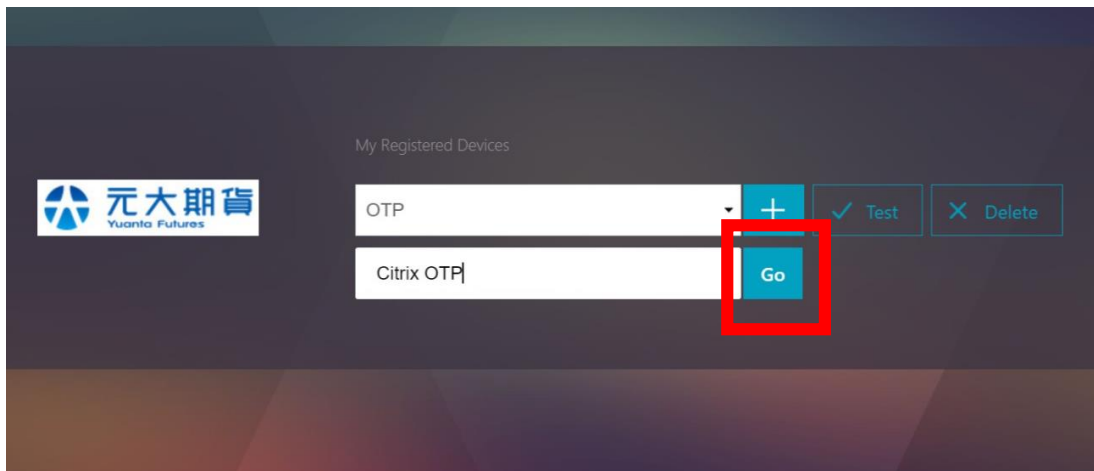 My Registered Devices
元大期貨
Yuanta Futures
OTP
Test
Delete
Citrix OTP
Go